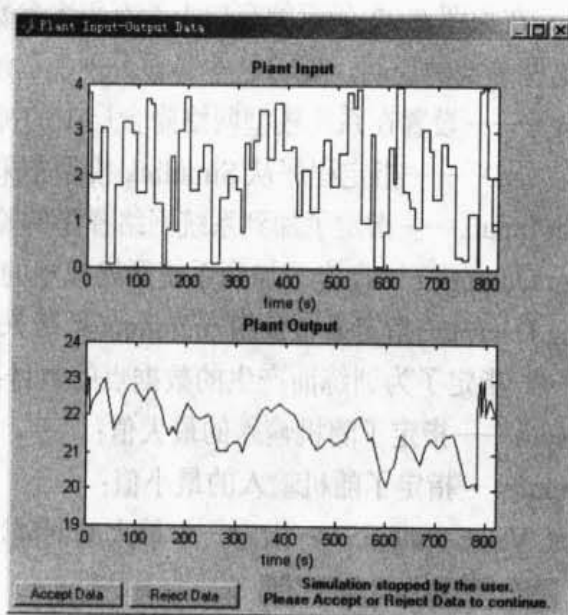 Plant Input-Output Data
Plant Input
4
3
2
1
0
0 100 200 300 400 500 600 700 800
time (s)
Plant Output
24
23
22
21
20
19
0 100 200 300 400 500 600 700 800
time (s)
Accept Data
Reject Data
Simulation stopped by the user.
Please Accept or Reject Data to continue.